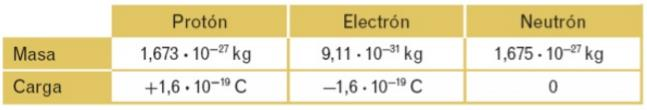 Protón Electrón Neutrón
Masa 1,673 · 10⁻²⁷ kg 9,11 · 10⁻³¹ kg 1,675 · 10⁻²⁷ kg
Carga +1,6 · 10⁻¹⁹ C −1,6 · 10⁻¹⁹ C 0